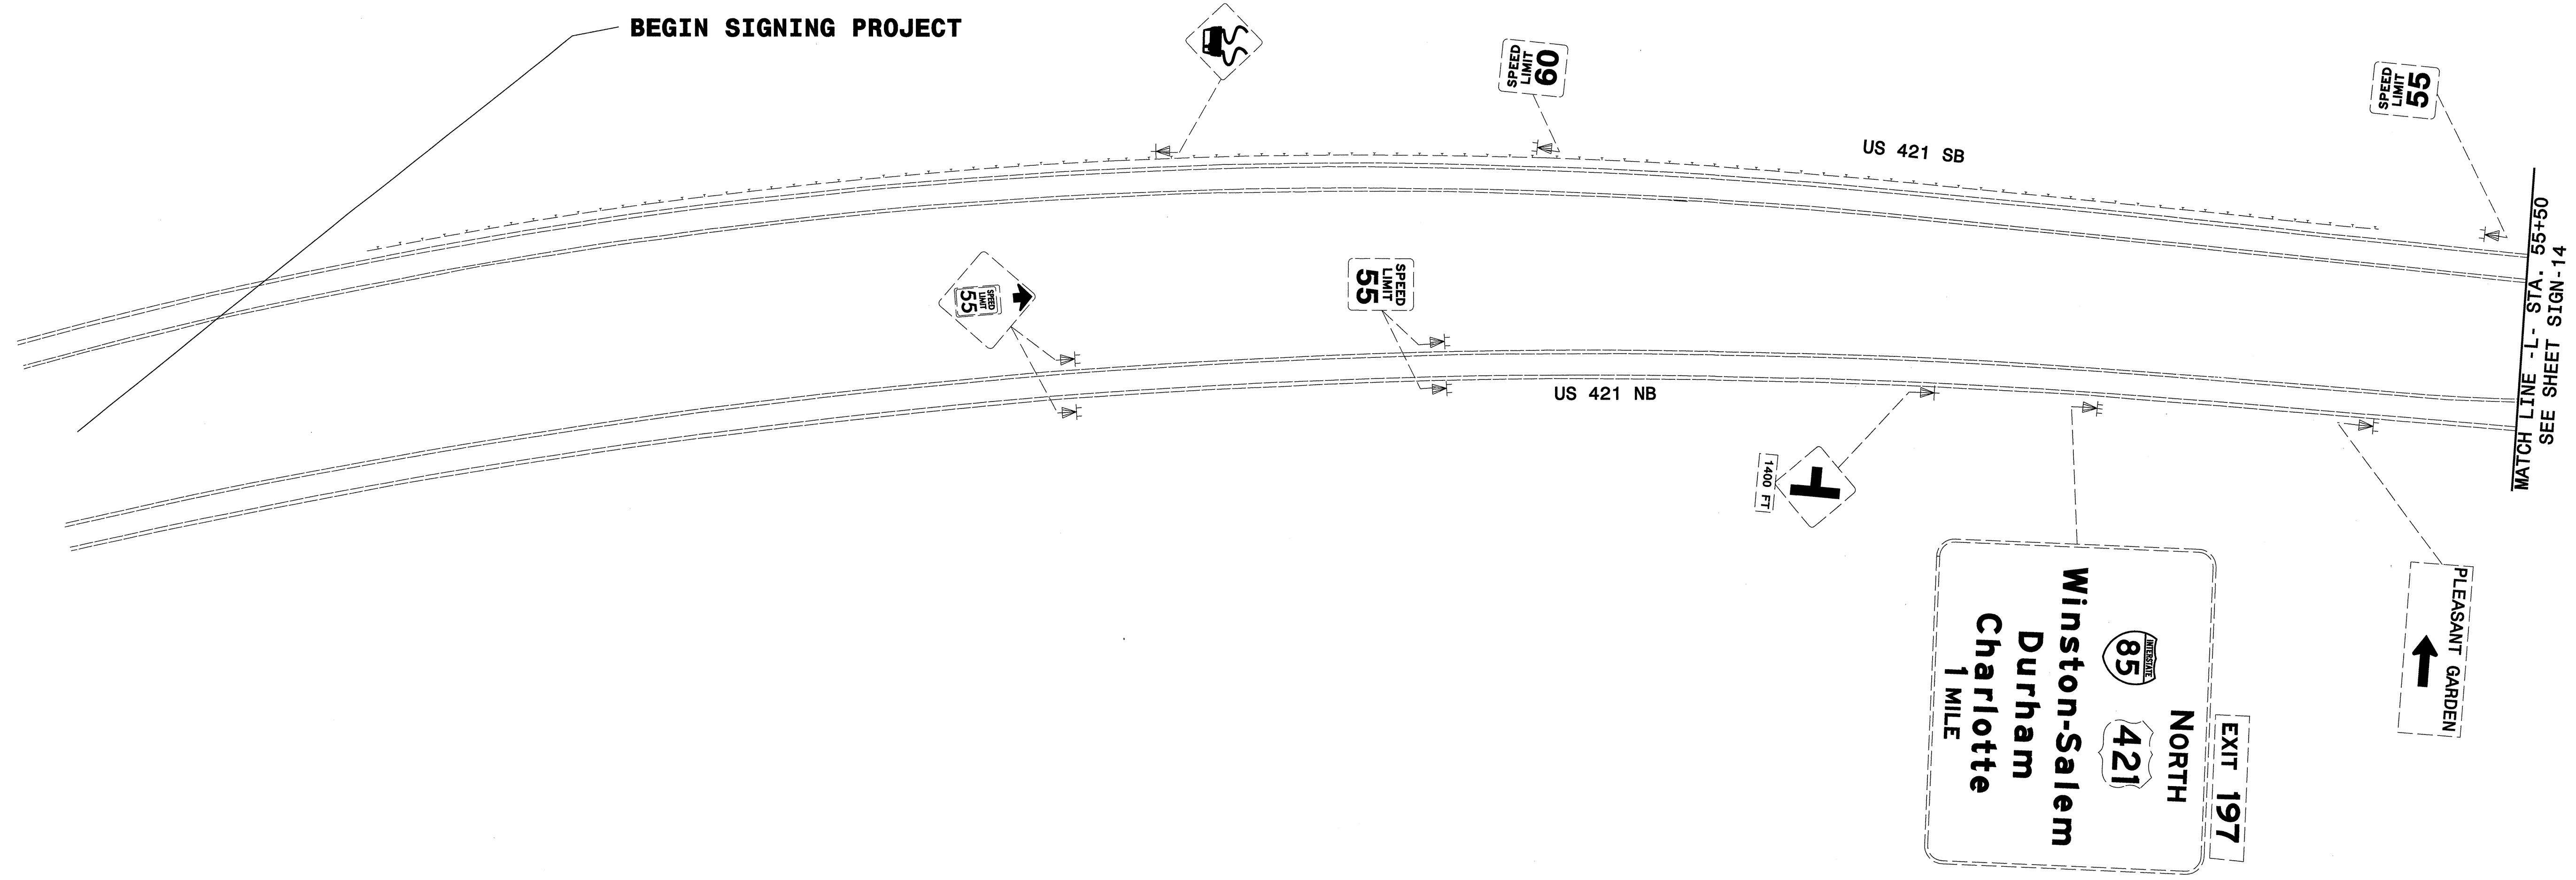 BEGIN SIGNING PROJECT
SPEED
LIMIT
60
SPEED
LIMIT
55
US 421 SB
MATCH LINE -L- STA. 55+50
SEE SHEET SIGN-14
SPEED
LIMIT
55
SPEED
LIMIT
55
US 421 NB
1400 FT
EXIT 197
NORTH
INTERSTATE
85
421
Winston-Salem
Durham
Charlotte
1 MILE
PLEASANT GARDEN